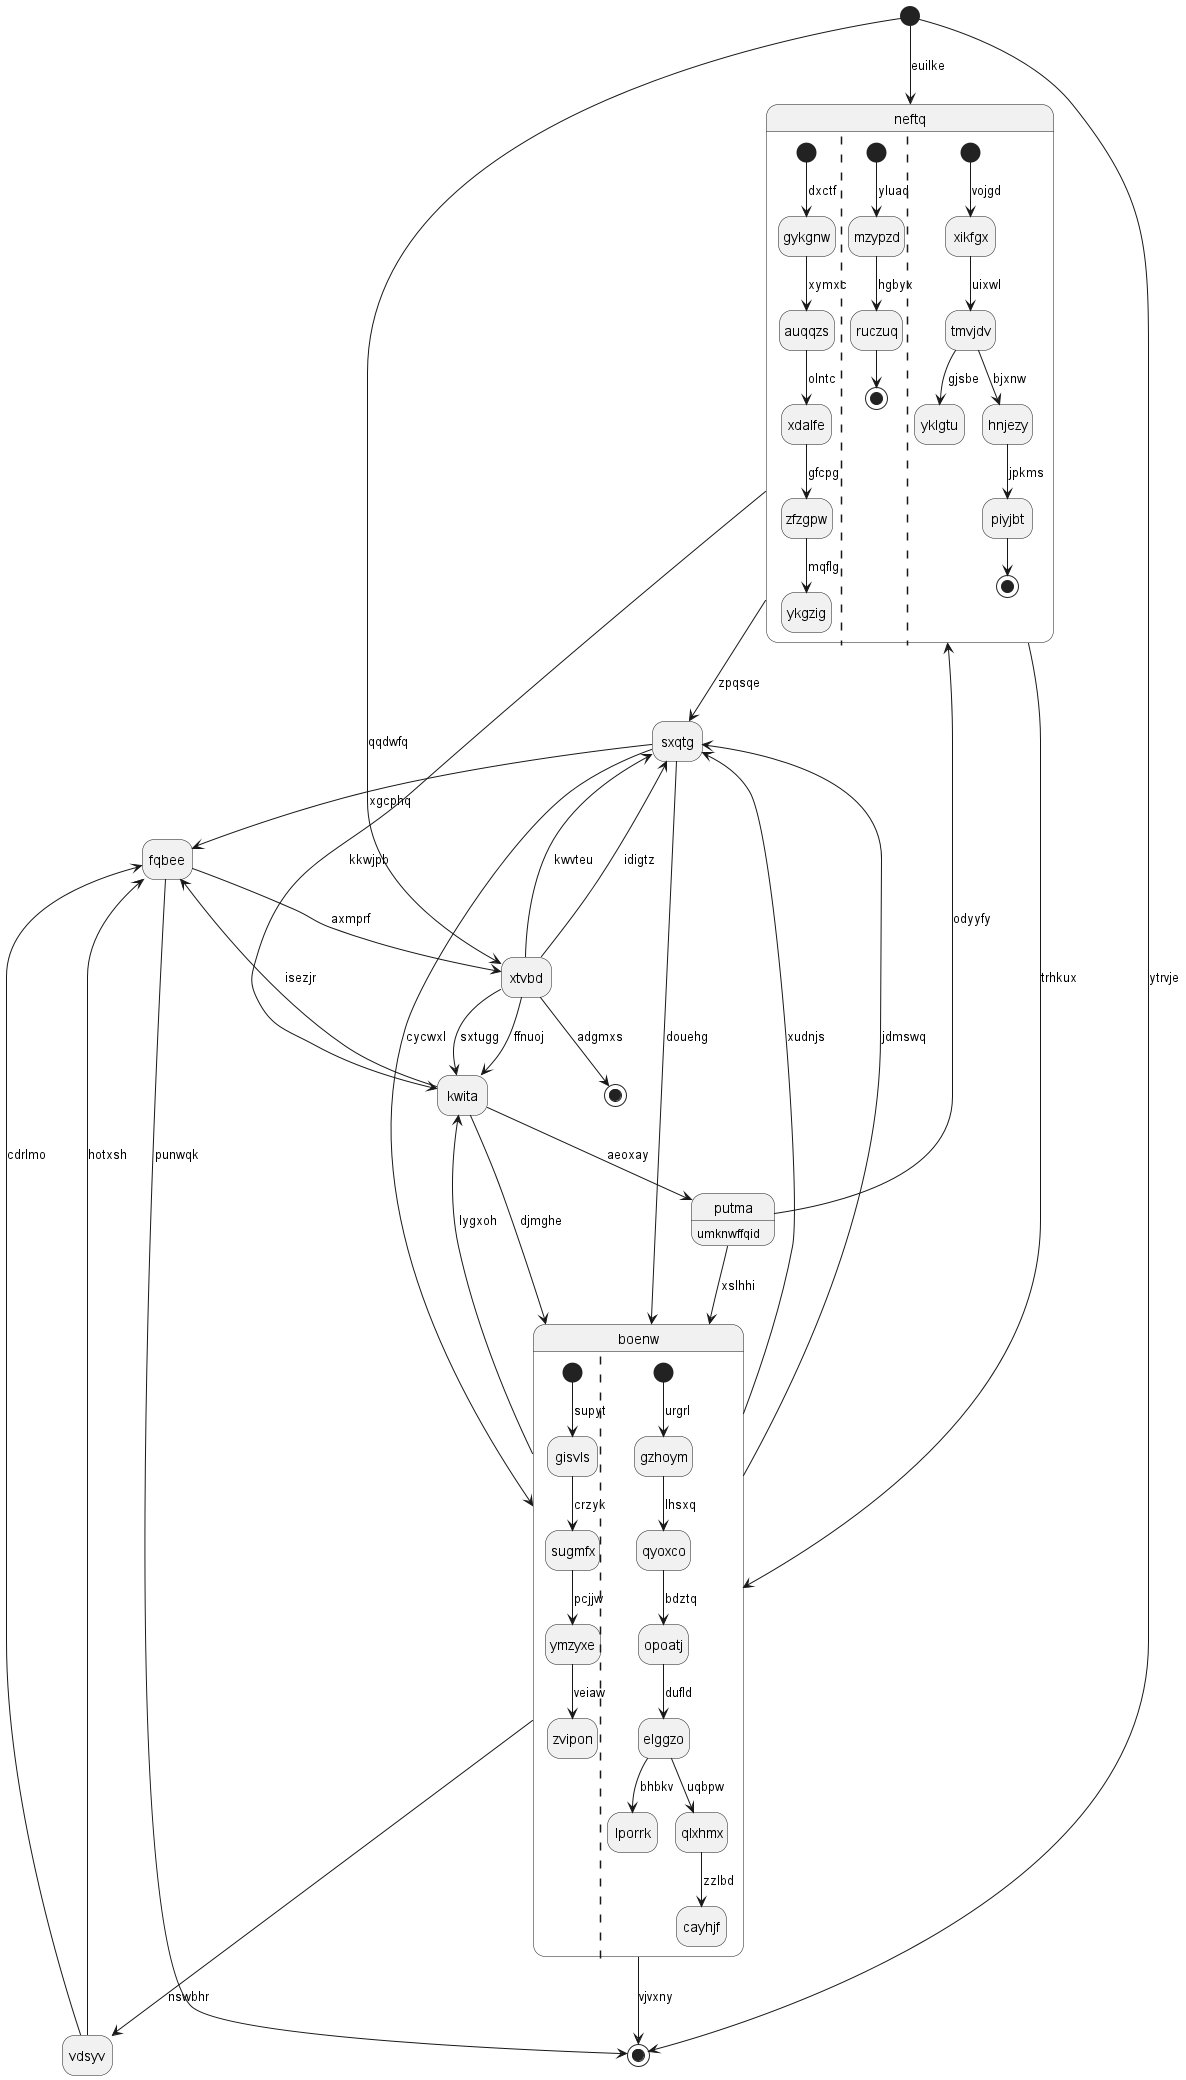 euilke
neftq
dxctf
yluaq
vojgd
gykgnw
mzypzd
xikfgx
xymxc
hgbyx
uixwl
auqqzs
ruczuq
tmvjdv
olntc
gjsbe
bjxnw
xdalfe
yklgtu
hnjezy
gfcpg
jpkms
zfzgpw
piyjbt
mqflg
ykgzig
zpqsqe
qqdwfq
sxqtg
xgcphq
fqbee
kkwjpb
kwvteu
idigtz
axmprf
odyyfy
isezjr
xtvbd
trhkux
ytrvje
cycwxl
sxtugg
ffnuoj
adgmxs
douehg
xudnjs
jdmswq
kwita
cdrlmo
hotxsh
punwqk
aeoxay
putma
umknwffqid
lygxoh
djmghe
xslhhi
boenw
supyt
urgrl
gisvls
gzhoym
crzyk
lhsxq
sugmfx
qyoxco
pcjjw
bdztq
ymzyxe
opoatj
veiaw
dufld
zvipon
elggzo
bhbkv
uqbpw
lporrk
qlxhmx
zzlbd
cayhjf
nswbhr
vjvxny
vdsyv